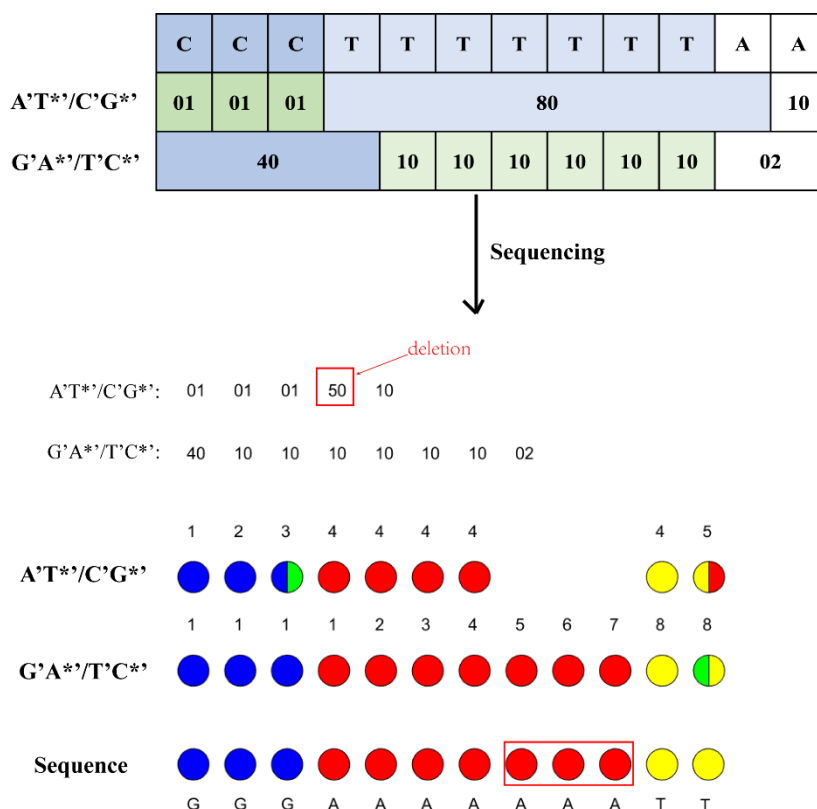 C C C T T T T T T T A A
A'T*'/C'G*' 01 01 01 80 10
G'A*'/T'C*' 40 10 10 10 10 10 10 02
Sequencing
deletion
A'T*'/C'G*': 01 01 01 50 10
G'A*'/T'C*': 40 10 10 10 10 10 10 02
1 2 3 4 4 4 4 4 5
A'T*'/C'G*'
1 1 1 1 2 3 4 5 6 7 8 8
G'A*'/T'C*'
Sequence
G G G A A A A A A A T T